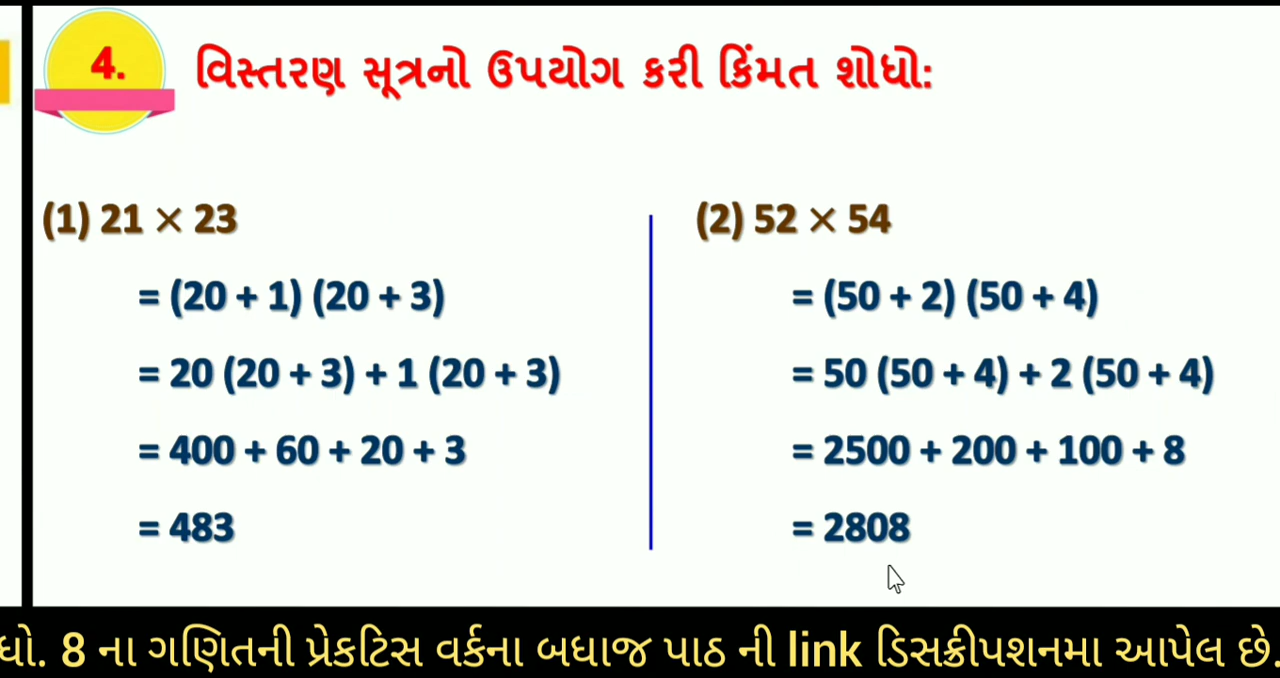 4. વિસ્તરણ સૂત્રનો ઉપયોગ કરી કિંમત શોધો:
(1) 21 × 23
= (20 + 1) (20 + 3)
= 20 (20 + 3) + 1 (20 + 3)
= 400 + 60 + 20 + 3
= 483
(2) 52 × 54
= (50 + 2) (50 + 4)
= 50 (50 + 4) + 2 (50 + 4)
= 2500 + 200 + 100 + 8
= 2808
ધો. 8 ના ગણિતની પ્રેકટિસ વર્કના બધાજ પાઠ ની link ડિસક્રીપશનમા આપેલ છે.